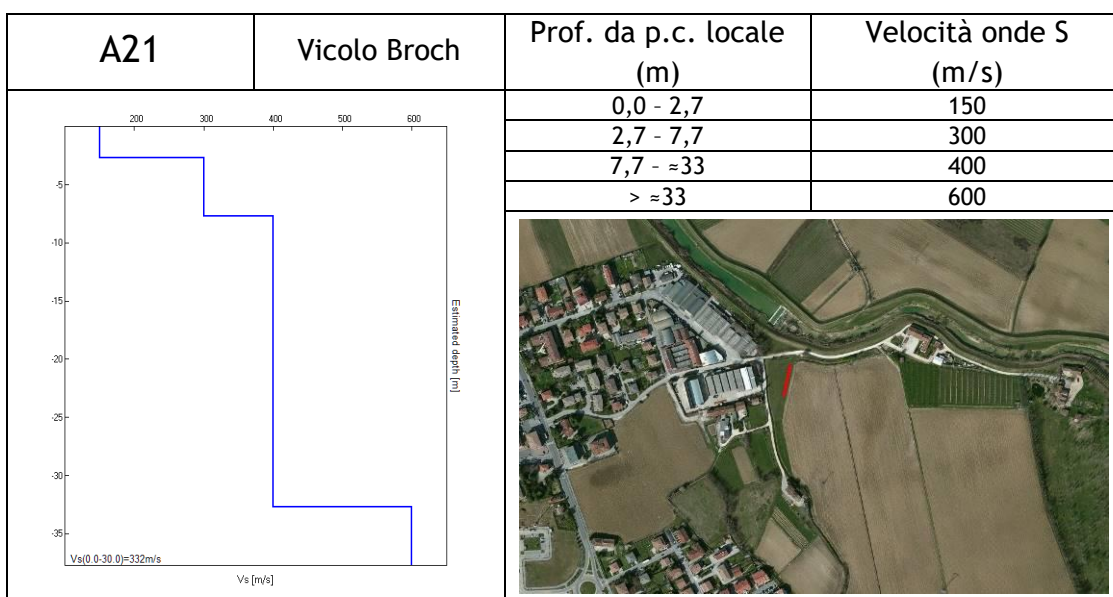 A21
Vicolo Broch
Prof. da p.c. locale
(m)
Velocità onde S
(m/s)
0,0 - 2,7 150
2,7 - 7,7 300
7,7 - ≈33 400
> ≈33 600
200 300 400 500 600
-5
-10
-15
-20
-25
-30
-35
Estimated depth [m]
Vs(0.0-30.0)=332m/s
Vs [m/s]